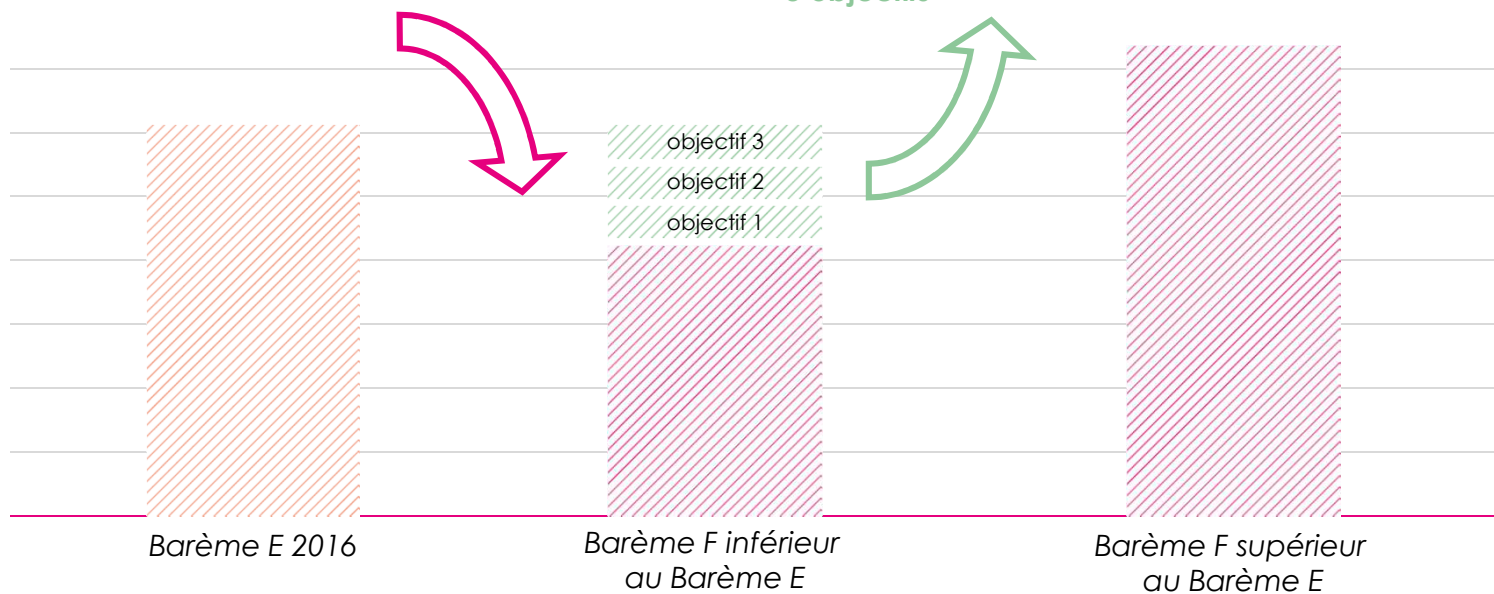 objectif 3
objectif 2
objectif 1
Barème E 2016
Barème F inférieur
au Barème E
Barème F supérieur
au Barème E